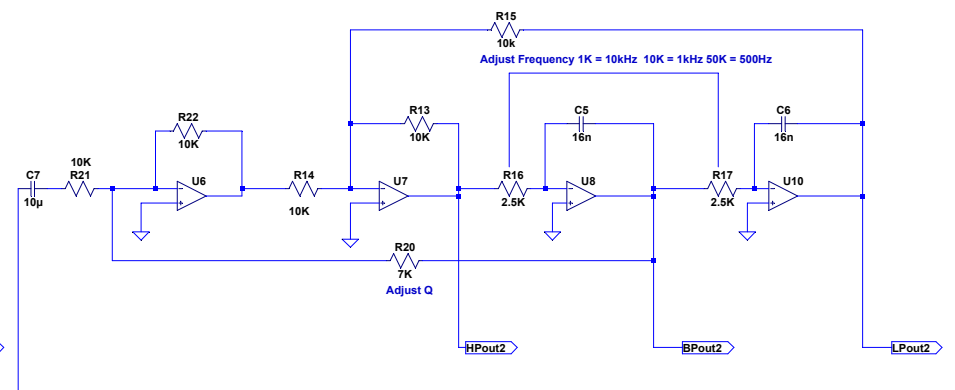 R15
10k
Adjust Frequency 1K = 10kHz 10K = 1kHz 50K = 500Hz
R22
10K
R13
10K
C5
16n
C6
16n
C7
10µ
10K
R21
U6
R14
10K
U7
R16
2.5K
U8
R17
2.5K
U10
R20
7K
Adjust Q
HPout2
BPout2
LPout2